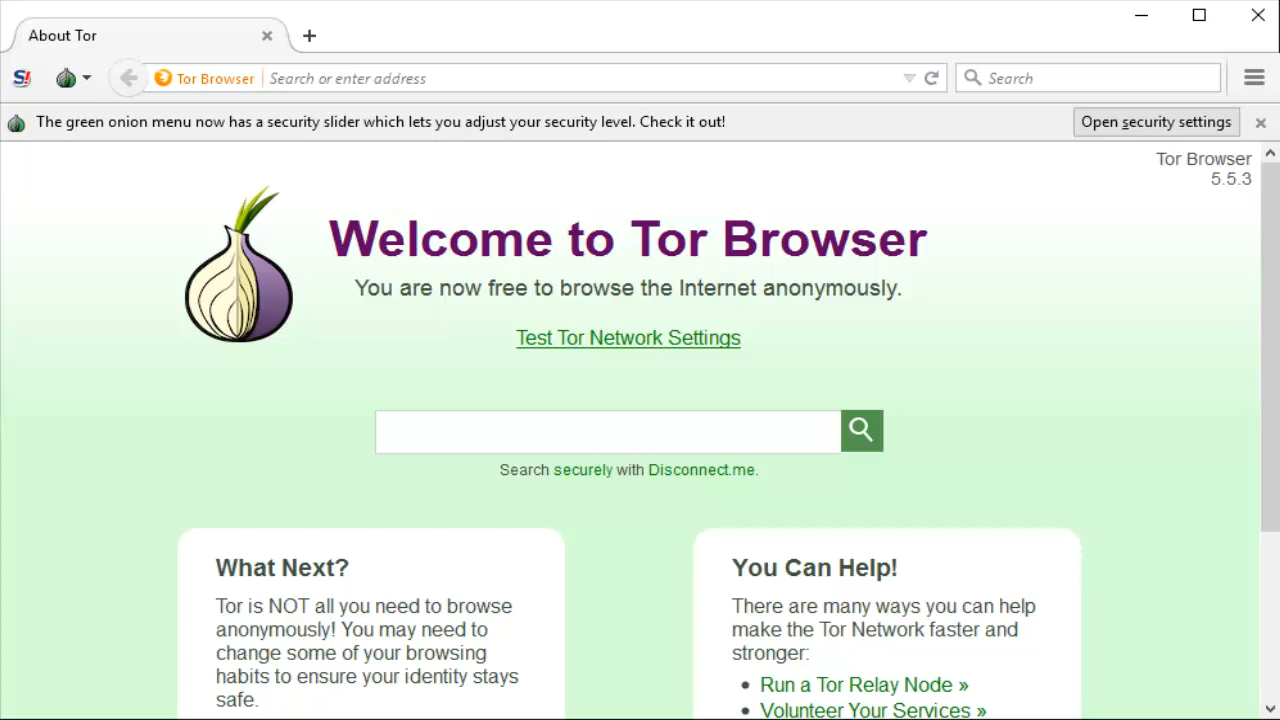 About Tor
S!
Tor Browser Search or enter address Search
The green onion menu now has a security slider which lets you adjust your security level. Check it out! Open security settings
Tor Browser
5.5.3
Welcome to Tor Browser
You are now free to browse the Internet anonymously.
Test Tor Network Settings
Search securely with Disconnect.me.
What Next?
Tor is NOT all you need to browse
anonymously! You may need to
change some of your browsing
habits to ensure your identity stays
safe.
You Can Help!
There are many ways you can help
make the Tor Network faster and
stronger:
• Run a Tor Relay Node »
• Volunteer Your Services »